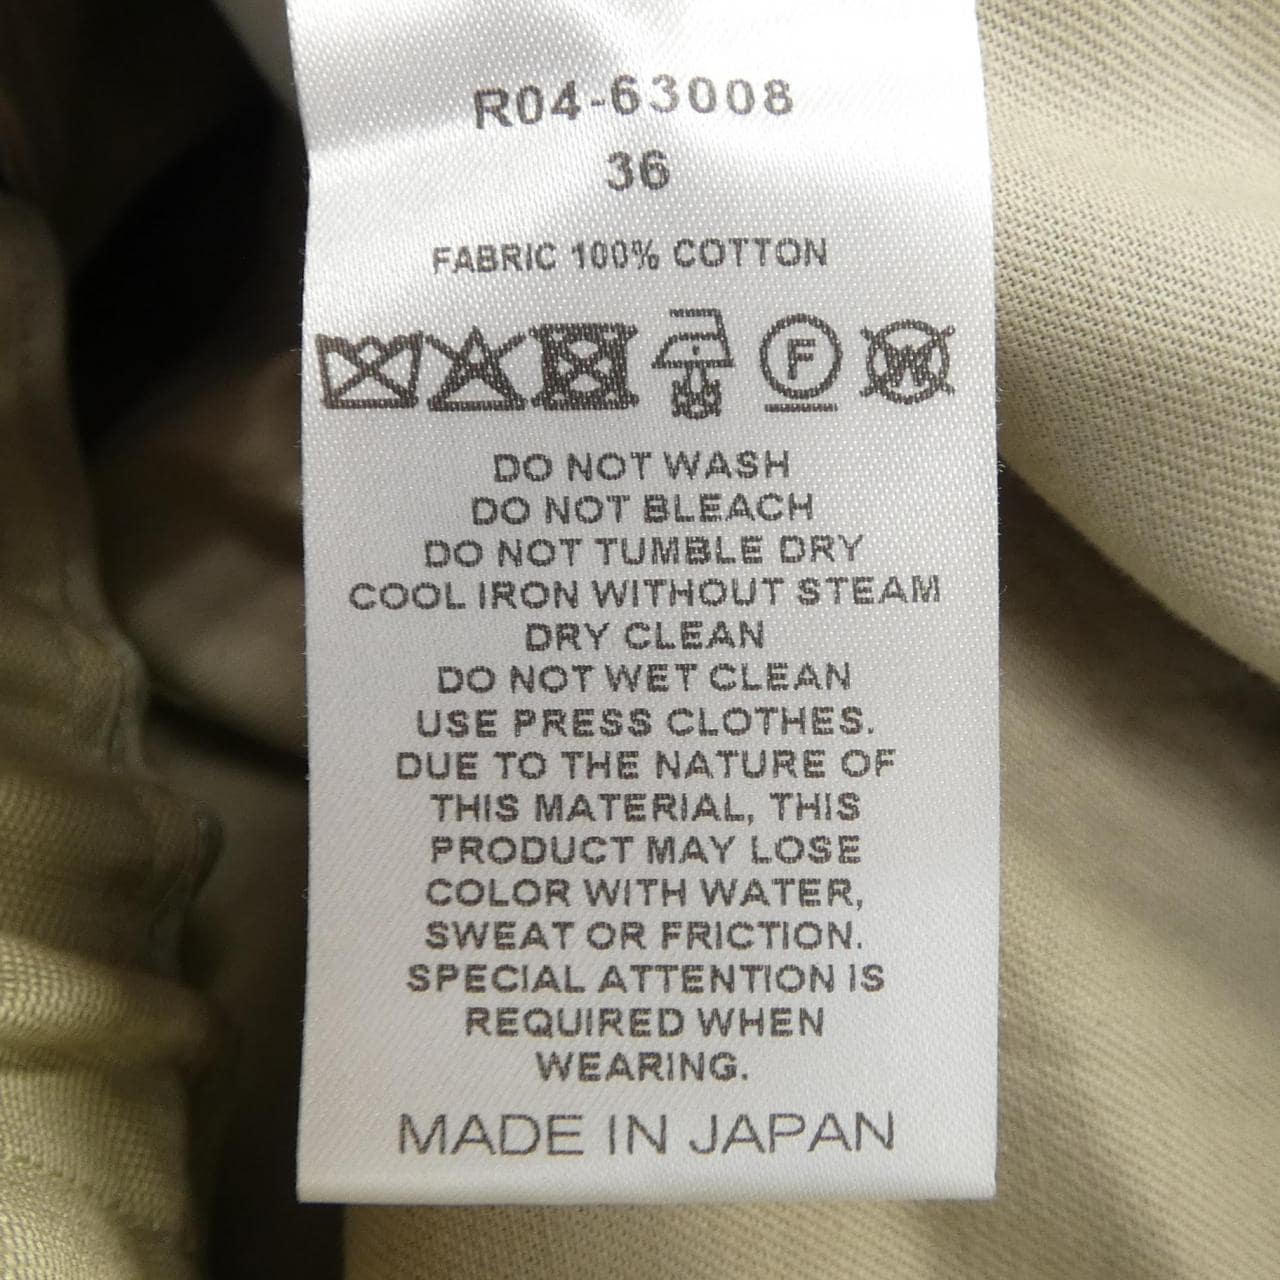 R04-63008
36
FABRIC 100% COTTON
F W
DO NOT WASH
DO NOT BLEACH
DO NOT TUMBLE DRY
COOL IRON WITHOUT STEAM
DRY CLEAN
DO NOT WET CLEAN
USE PRESS CLOTHES.
DUE TO THE NATURE OF
THIS MATERIAL, THIS
PRODUCT MAY LOSE
COLOR WITH WATER,
SWEAT OR FRICTION.
SPECIAL ATTENTION IS
REQUIRED WHEN
WEARING.
MADE IN JAPAN